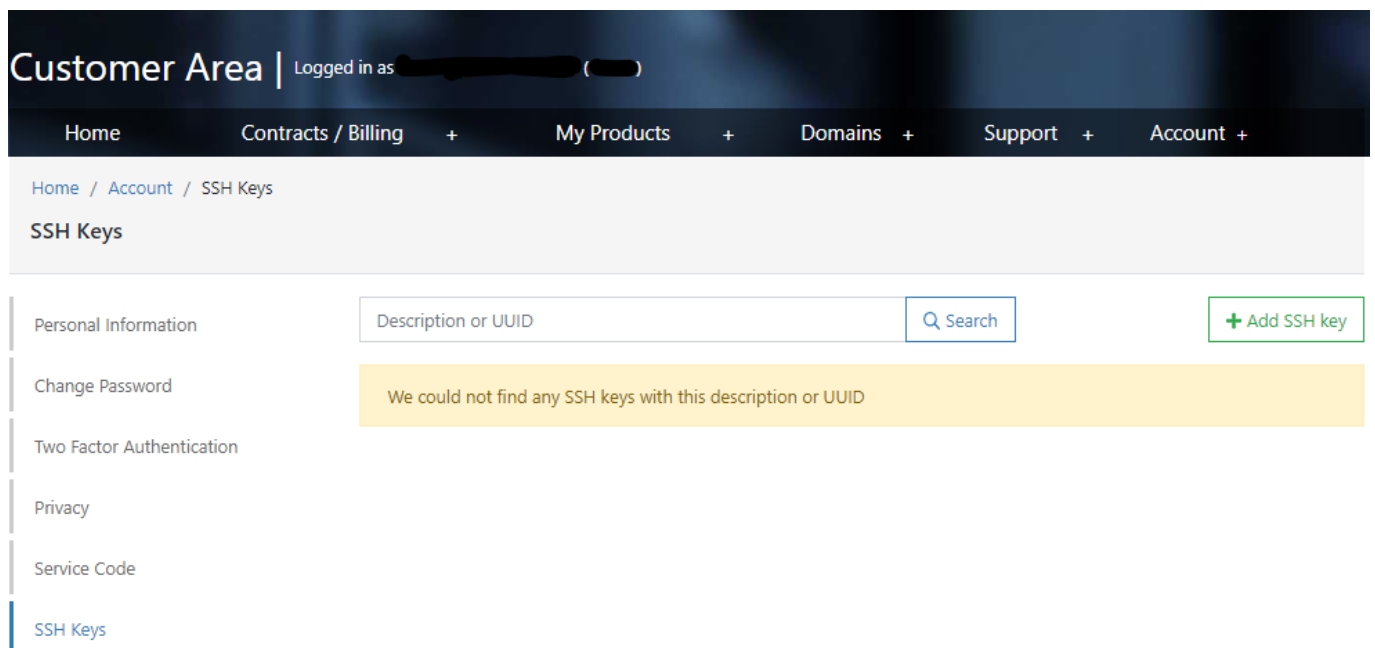 Customer Area | Logged in as ( )
Home Contracts / Billing + My Products + Domains + Support + Account +
Home / Account / SSH Keys
SSH Keys
Personal Information
Change Password
Two Factor Authentication
Privacy
Service Code
SSH Keys
Description or UUID Search + Add SSH key
We could not find any SSH keys with this description or UUID